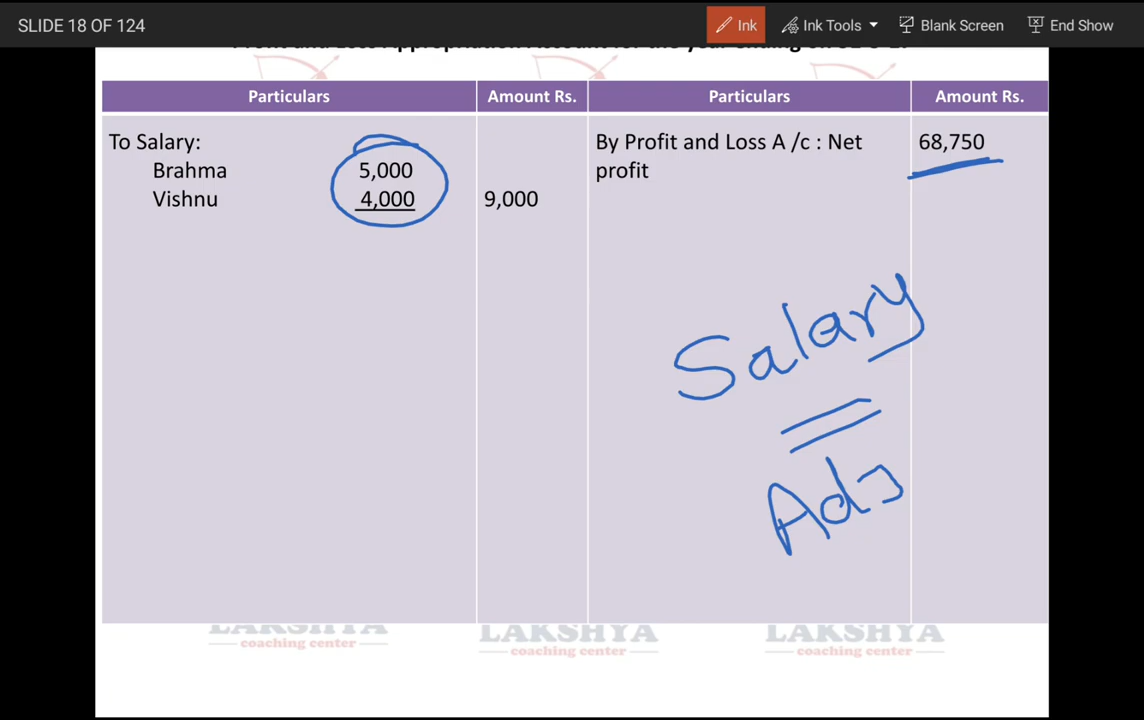 SLIDE 18 OF 124
Ink
Ink Tools
Blank Screen
End Show
Particulars
Amount Rs.
Particulars
Amount Rs.
To Salary:
Brahma 5,000
Vishnu 4,000 9,000
By Profit and Loss A /c : Net
profit
68,750
Salary
LAKSHYA
coaching center
LAKSHYA
coaching center
LAKSHYA
coaching center